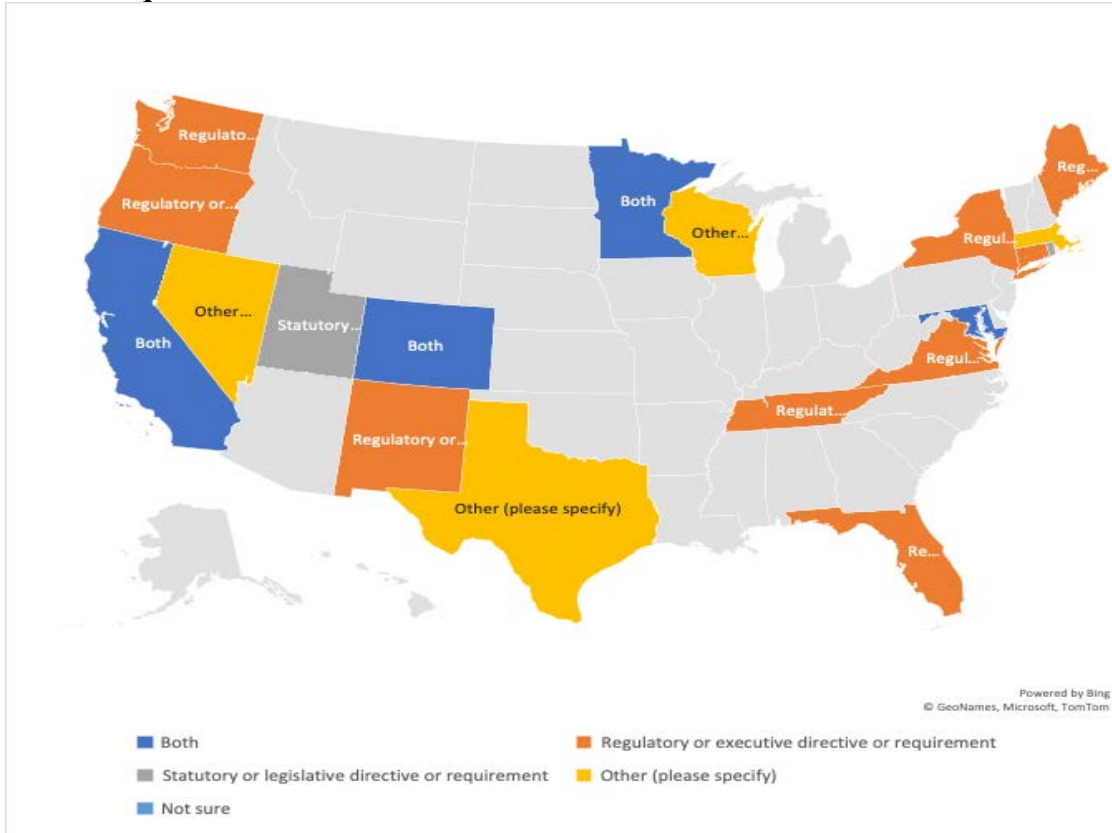 Regulato...
Regulatory or...
Both
Other...
Statutory...
Both
Regulatory or...
Other (please specify)
Both
Other...
Reg...
Regul...
Regul...
Regulat...
Re...
Powered by Bing
© GeoNames, Microsoft, TomTom
Both
Regulatory or executive directive or requirement
Statutory or legislative directive or requirement
Other (please specify)
Not sure